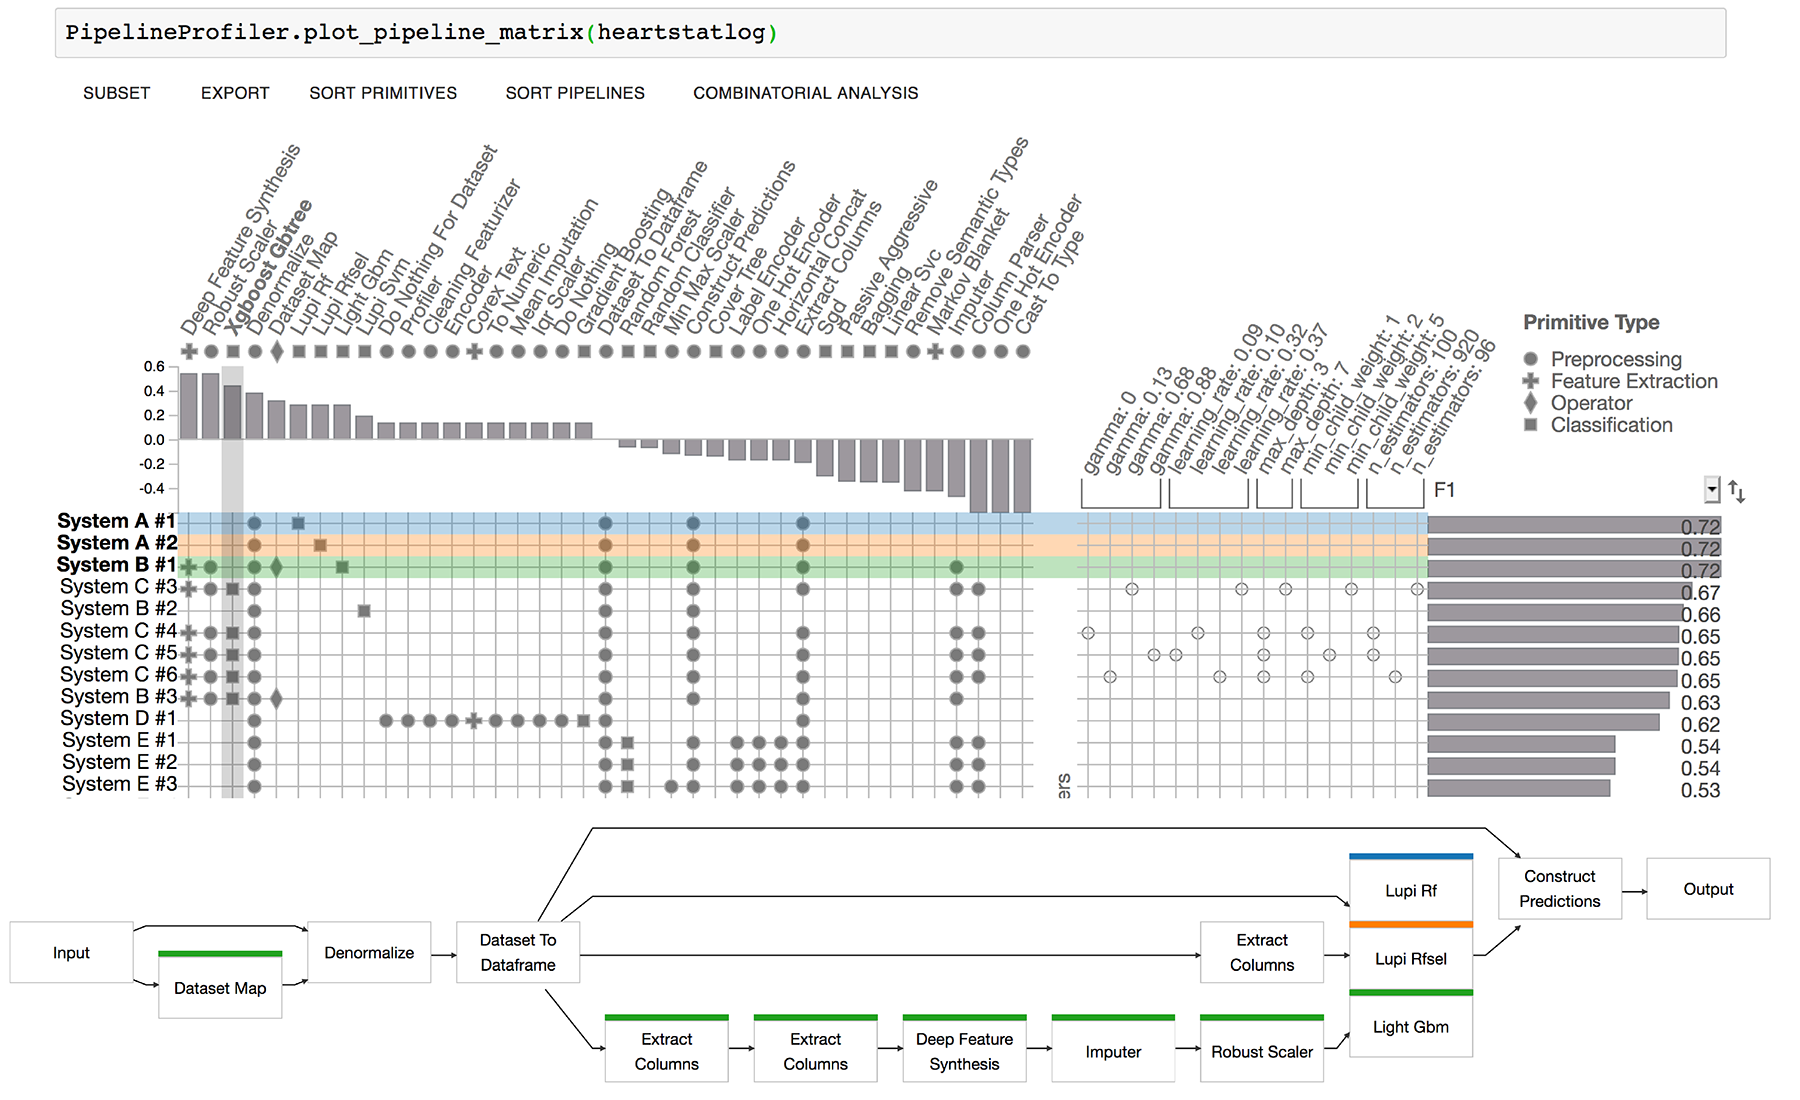 PipelineProfiler.plot_pipeline_matrix(heartstatlog)
SUBSET EXPORT SORT PRIMITIVES SORT PIPELINES COMBINATORIAL ANALYSIS
Deep Feature Synthesis
Robust Scaler
Xgboost Gbtree
Denormalize
Dataset Map
Lupi Rf
Lupi Rfsel
Light Gbm
Lupi Svm
Do Nothing For Dataset
Profiler
Cleaning Featurizer
Encoder
Corex Text
To Numeric
Mean Imputation
Iqr Scaler
Do Nothing
Gradient Boosting
Dataset To Dataframe
Random Forest
Random Classifier
Min Max Scaler
Construct Predictions
Cover Tree
Label Encoder
One Hot Encoder
Horizontal Concat
Extract Columns
Sgd
Passive Aggressive
Bagging
Linear Svc
Remove Semantic Types
Markov Blanket
Imputer
Column Parser
One Hot Encoder
Cast To Type
gamma: 0
gamma: 0.13
gamma: 0.68
gamma: 0.88
learning_rate: 0.09
learning_rate: 0.10
learning_rate: 0.32
learning_rate: 0.37
max_depth: 3
max_depth: 7
min_child_weight: 1
min_child_weight: 2
min_child_weight: 5
n_estimators: 100
n_estimators: 920
n_estimators: 96
Primitive Type
Preprocessing
Feature Extraction
Operator
Classification
0.6
0.4
0.2
0.0
-0.2
-0.4
F1
System A #1 0.72
System A #2 0.72
System B #1 0.72
System C #3 0.67
System B #2 0.66
System C #4 0.65
System C #5 0.65
System C #6 0.65
System B #3 0.63
System D #1 0.62
System E #1 0.54
System E #2 0.54
System E #3 0.53
ers
Input
Dataset Map
Denormalize
Dataset To
Dataframe
Extract
Columns
Extract
Columns
Deep Feature
Synthesis
Imputer
Robust Scaler
Extract
Columns
Lupi Rf
Lupi Rfsel
Light Gbm
Construct
Predictions
Output